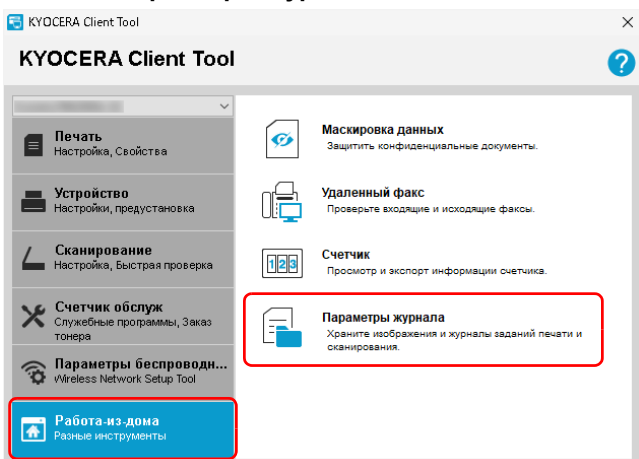 KYOCERA Client Tool
KYOCERA Client Tool
?
Печать
Настройка, Свойства
Устройство
Настройки, предустановка
Сканирование
Настройка, Быстрая проверка
Счетчик обслуж
Служебные программы, Заказ
тонера
Параметры беспроводн...
Wireless Network Setup Tool
Работа-из-дома
Разные инструменты
Маскировка данных
Защитить конфиденциальные документы.
Удаленный факс
Проверьте входящие и исходящие факсы.
123
Счетчик
Просмотр и экспорт информации счетчика.
Параметры журнала
Храните изображения и журналы заданий печати и
сканирования.